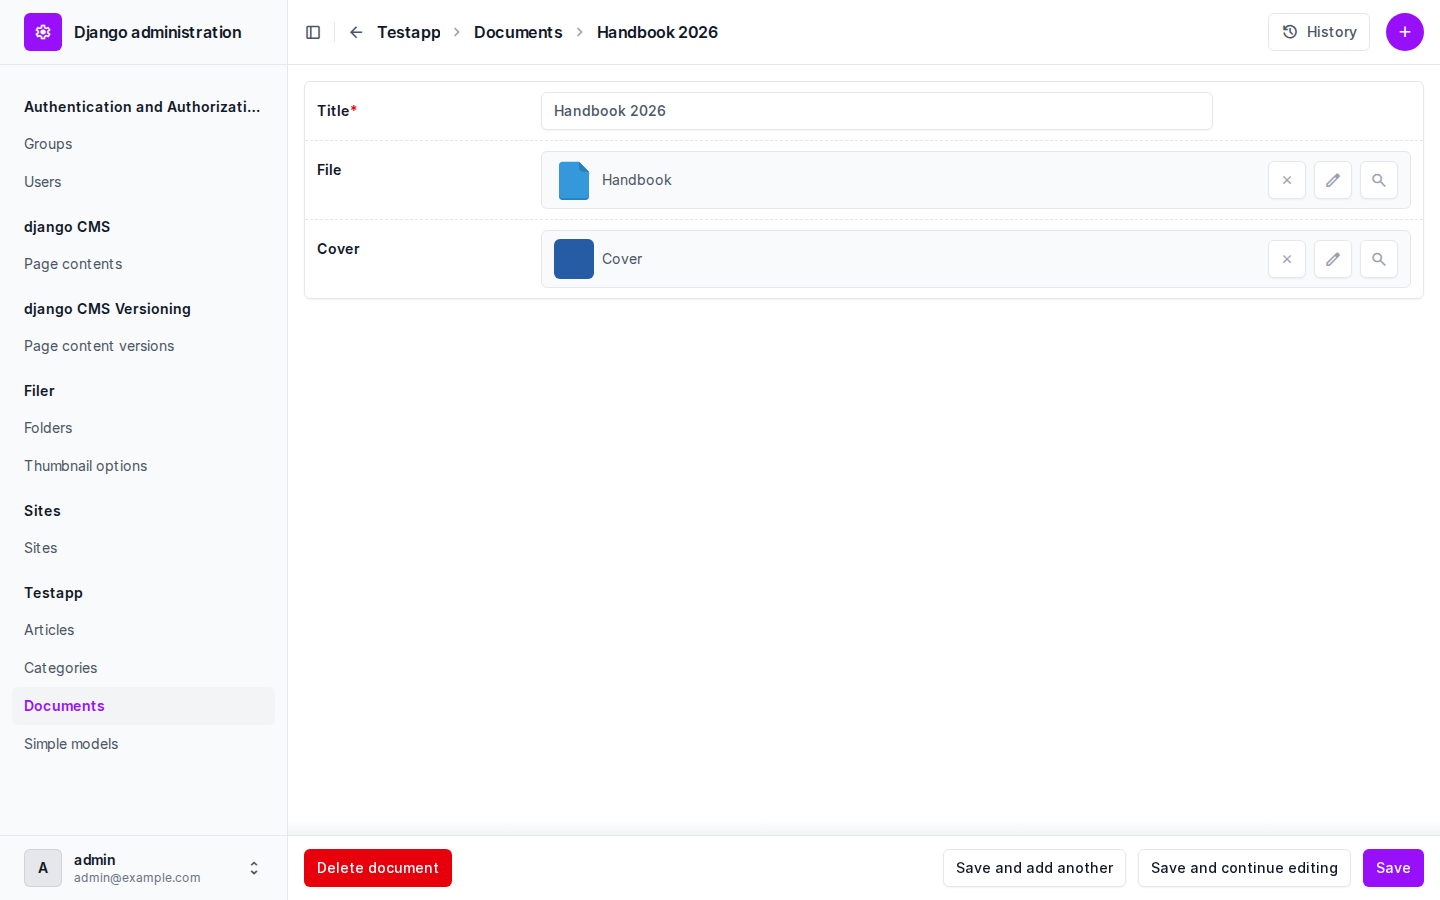 Django administration
Testapp
Documents
Handbook 2026
History
Authentication and Authorizati...
Groups
Users
django CMS
Page contents
django CMS Versioning
Page content versions
Filer
Folders
Thumbnail options
Sites
Sites
Testapp
Articles
Categories
Documents
Simple models
A
admin
admin@example.com
Title*
Handbook 2026
File
Handbook
Cover
Cover
Delete document
Save and add another
Save and continue editing
Save